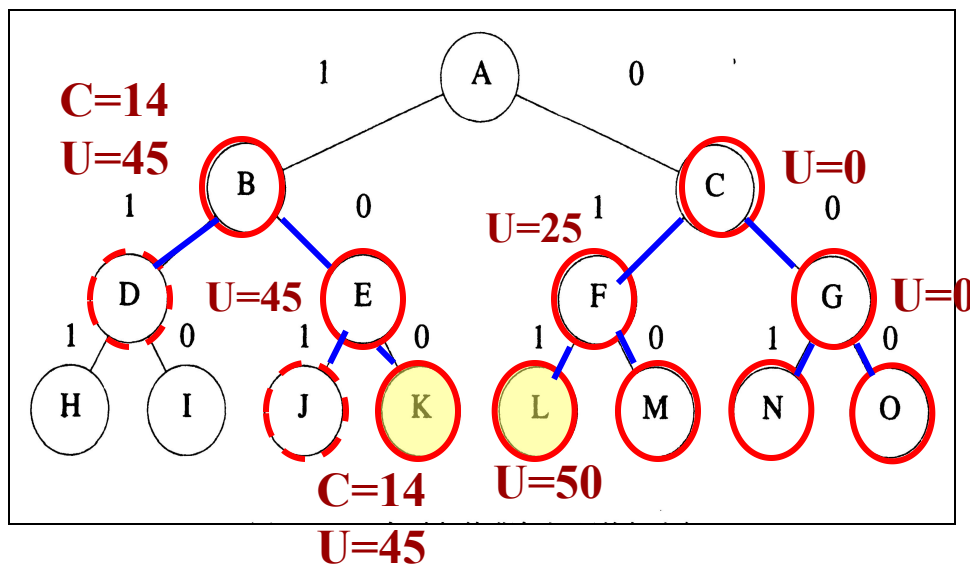 A
1 0
C=14
U=45
B
C
U=0
1 0
1 0
U=25
D
U=45
E
F
G
U=0
1 0 1 0 1 0 1 0
H I J K L M N O
C=14
U=45
U=50